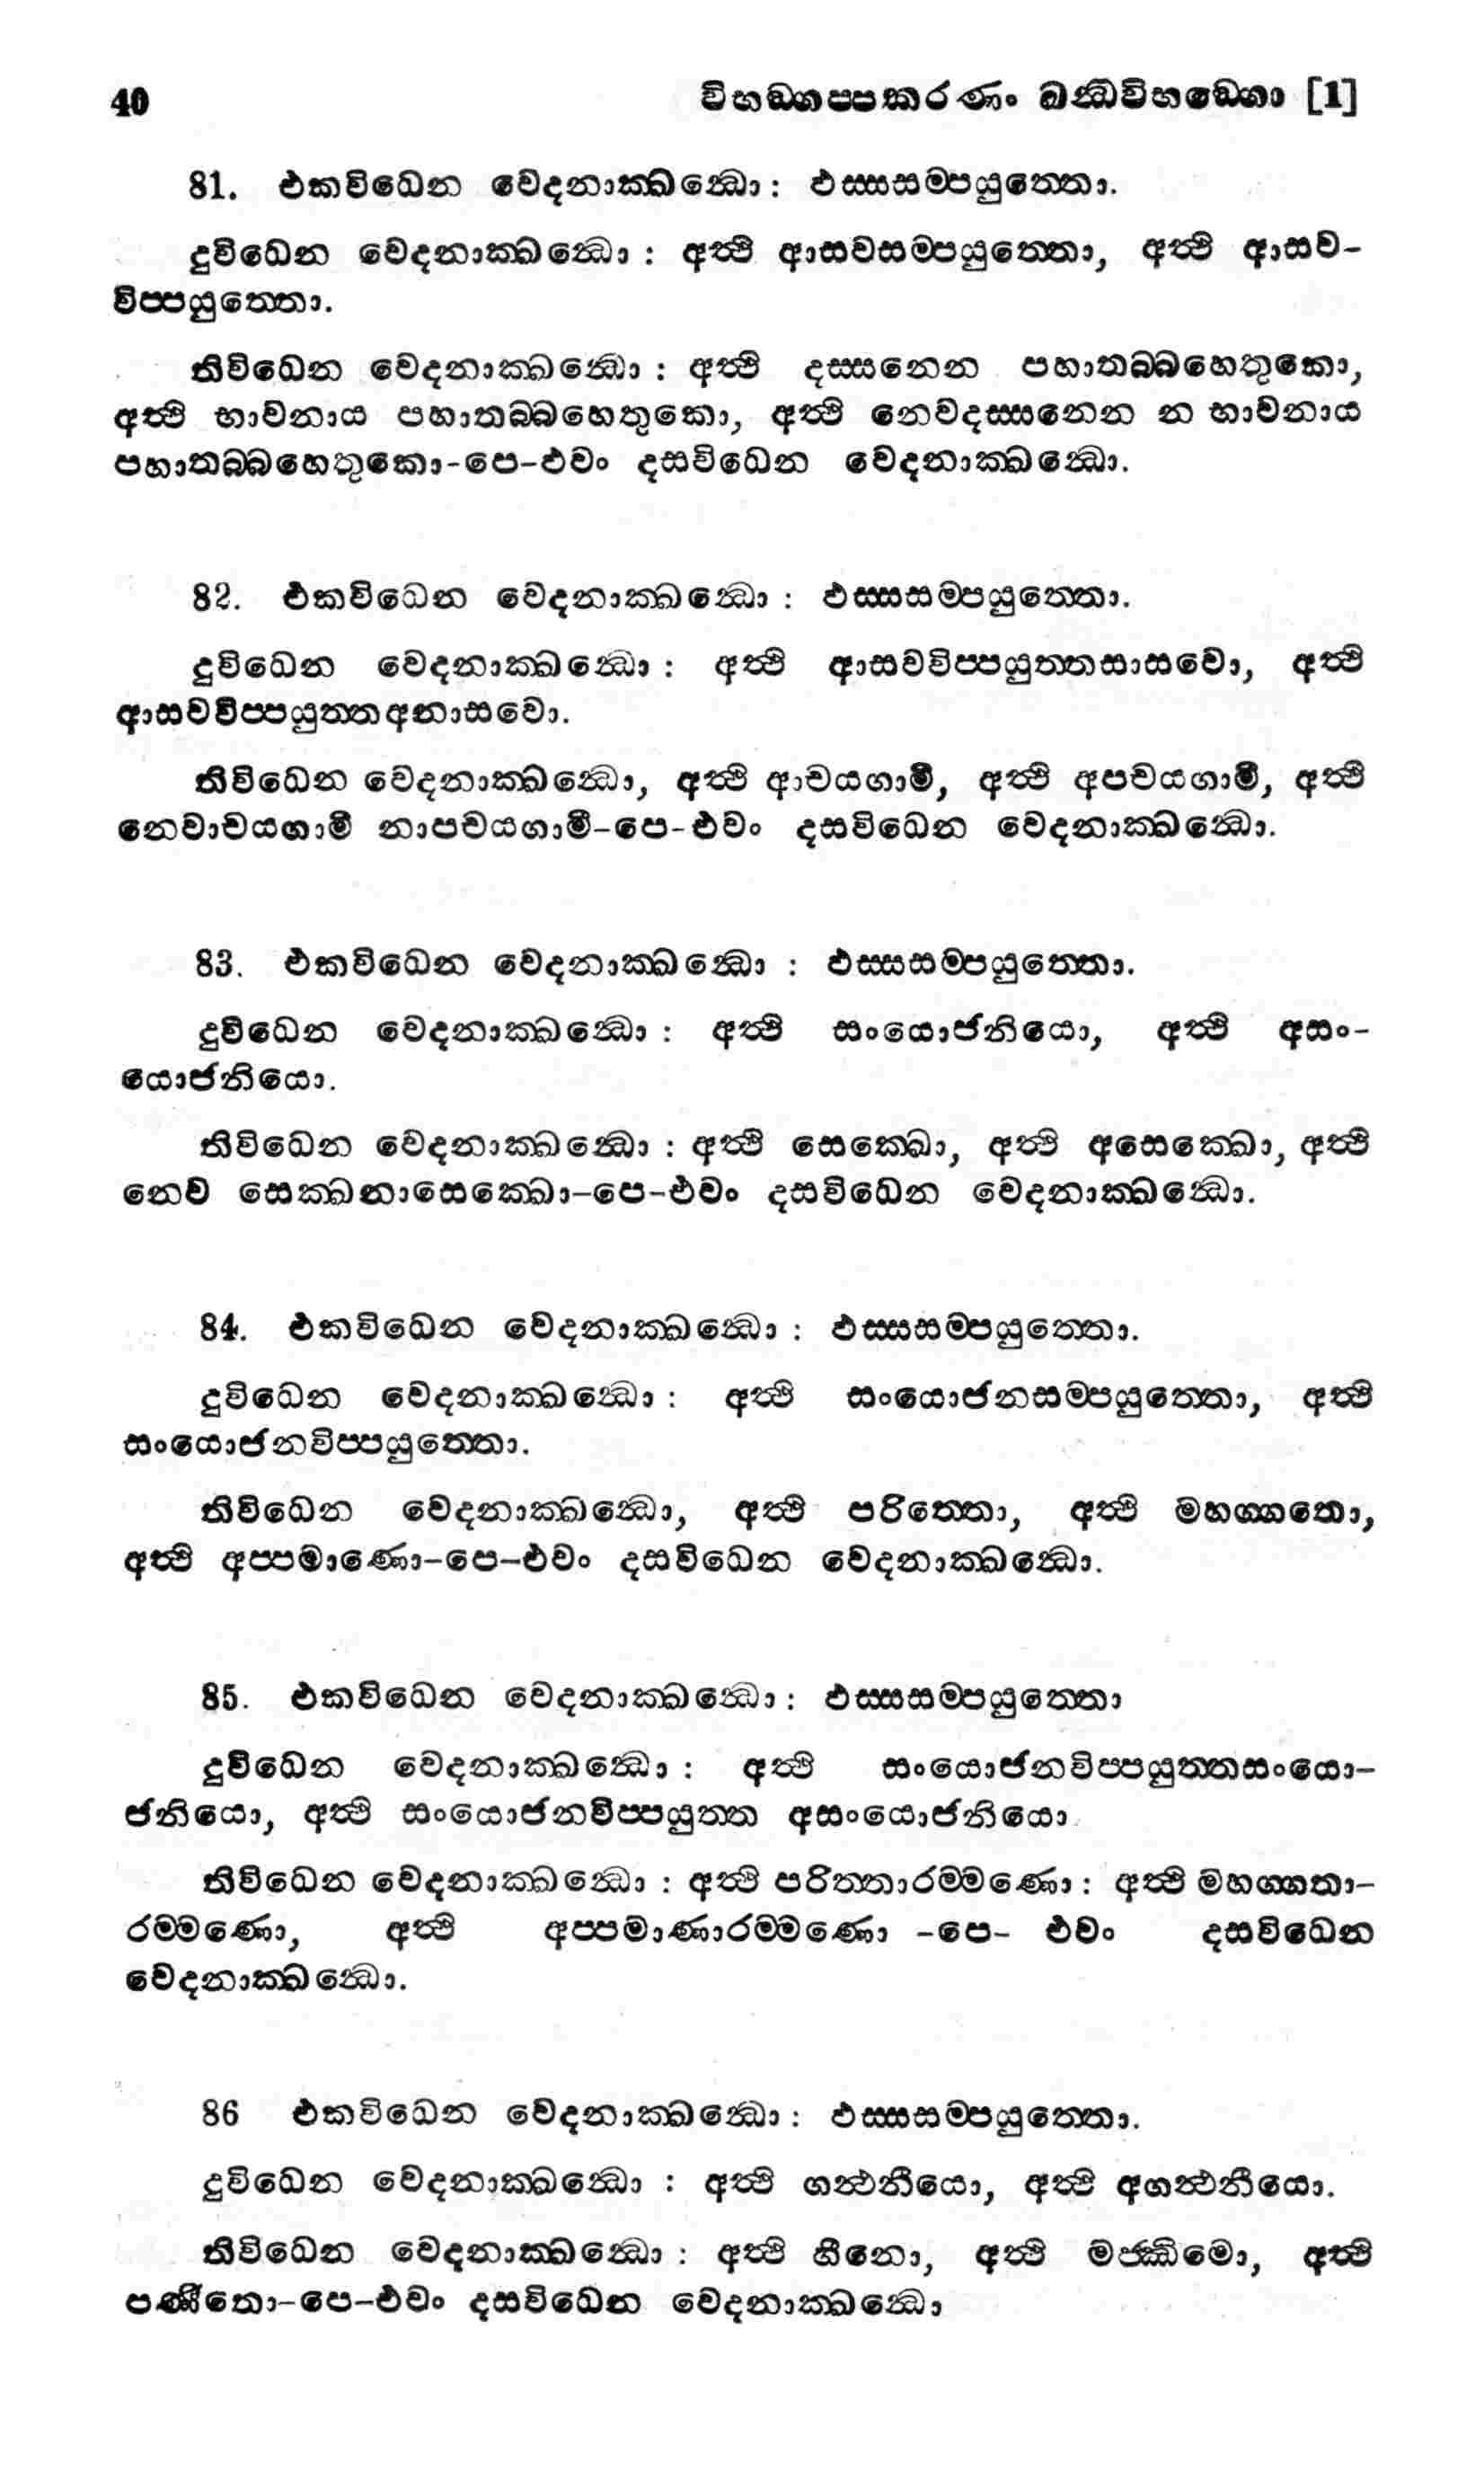 40 විභඞ්ගප්පකරණං ඛන්ධවිභඞ්ගො [1]
81. එකවිධෙන වෙදනාක්ඛන්ධො : ඵස්සසම්පයුත්තො.
දුවිධෙන වෙදනාක්ඛන්ධො : අත්ථි ආසවසම්පයුත්තො, අත්ථි ආසව-
විප්පයුත්තො.
තිවිධෙන වෙදනාක්ඛන්ධො : අත්ථි දස්සනෙන පහාතබ්බහෙතුකො,
අත්ථි භාවනාය පහාතබ්බහෙතුකො, අත්ථි නෙවදස්සනෙන න භාවනාය
පහාතබ්බහෙතුකො-පෙ-එවං දසවිධෙන වෙදනාක්ඛන්ධො.
82. එකවිධෙන වෙදනාක්ඛන්ධො : ඵස්සසම්පයුත්තො.
දුවිධෙන වෙදනාක්ඛන්ධො : අත්ථි ආසවවිප්පයුත්තසාසවො, අත්ථි
ආසවවිප්පයුත්තඅනාසවො.
තිවිධෙන වෙදනාක්ඛන්ධො, අත්ථි ආචයගාමී, අත්ථි අපචයගාමී, අත්ථි
නෙවාචයගාමී නාපචයගාමී-පෙ-එවං දසවිධෙන වෙදනාක්ඛන්ධො.
83. එකවිධෙන වෙදනාක්ඛන්ධො : ඵස්සසම්පයුත්තො.
දුවිධෙන වෙදනාක්ඛන්ධො : අත්ථි සංයොජනියො, අත්ථි අසං-
යොජනියො.
තිවිධෙන වෙදනාක්ඛන්ධො : අත්ථි සෙක්ඛො, අත්ථි අසෙක්ඛො, අත්ථි
නෙව සෙක්ඛනාසෙක්ඛො-පෙ-එවං දසවිධෙන වෙදනාක්ඛන්ධො.
84. එකවිධෙන වෙදනාක්ඛන්ධො : ඵස්සසම්පයුත්තො.
දුවිධෙන වෙදනාක්ඛන්ධො : අත්ථි සංයොජනසම්පයුත්තො, අත්ථි
සංයොජනවිප්පයුත්තො.
තිවිධෙන වෙදනාක්ඛන්ධො, අත්ථි පරිත්තො, අත්ථි මහග්ගතො,
අත්ථි අප්පමාණො-පෙ-එවං දසවිධෙන වෙදනාක්ඛන්ධො.
85. එකවිධෙන වෙදනාක්ඛන්ධො : ඵස්සසම්පයුත්තො
දුවිධෙන වෙදනාක්ඛන්ධො : අත්ථි සංයොජනවිප්පයුත්තසංයො-
ජනියො, අත්ථි සංයොජනවිප්පයුත්ත අසංයොජනියො.
තිවිධෙන වෙදනාක්ඛන්ධො : අත්ථි පරිත්තාරම්මණො : අත්ථි මහග්ගතා-
රම්මණො, අත්ථි අප්පමාණාරම්මණො -පෙ- එවං දසවිධෙන
වෙදනාක්ඛන්ධො.
86 එකවිධෙන වෙදනාක්ඛන්ධො : ඵස්සසම්පයුත්තො.
දුවිධෙන වෙදනාක්ඛන්ධො : අත්ථි ගන්ථනීයො, අත්ථි අගන්ථනීයො.
තිවිධෙන වෙදනාක්ඛන්ධො : අත්ථි හීනො, අත්ථි මජ්ඣිමො, අත්ථි
පණීතො-පෙ-එවං දසවිධෙන වෙදනාක්ඛන්ධො